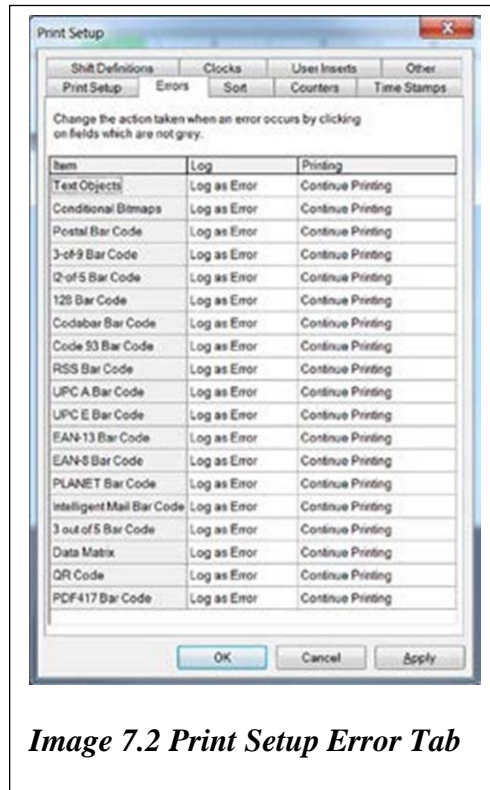 Print Setup
Shift Definitions Clocks User Inserts Other
Print Setup Errors Sort Counters Time Stamps
Change the action taken when an error occurs by clicking
on fields which are not grey.
Item Log Printing
Text Objects Log as Error Continue Printing
Conditional Bitmaps Log as Error Continue Printing
Postal Bar Code Log as Error Continue Printing
3-of-9 Bar Code Log as Error Continue Printing
I2-of-5 Bar Code Log as Error Continue Printing
128 Bar Code Log as Error Continue Printing
Codabar Bar Code Log as Error Continue Printing
Code 93 Bar Code Log as Error Continue Printing
RSS Bar Code Log as Error Continue Printing
UPC A Bar Code Log as Error Continue Printing
UPC E Bar Code Log as Error Continue Printing
EAN-13 Bar Code Log as Error Continue Printing
EAN-8 Bar Code Log as Error Continue Printing
PLANET Bar Code Log as Error Continue Printing
Intelligent Mail Bar Code Log as Error Continue Printing
3 out of 5 Bar Code Log as Error Continue Printing
Data Matrix Log as Error Continue Printing
QR Code Log as Error Continue Printing
PDF417 Bar Code Log as Error Continue Printing
OK Cancel Apply
Image 7.2 Print Setup Error Tab